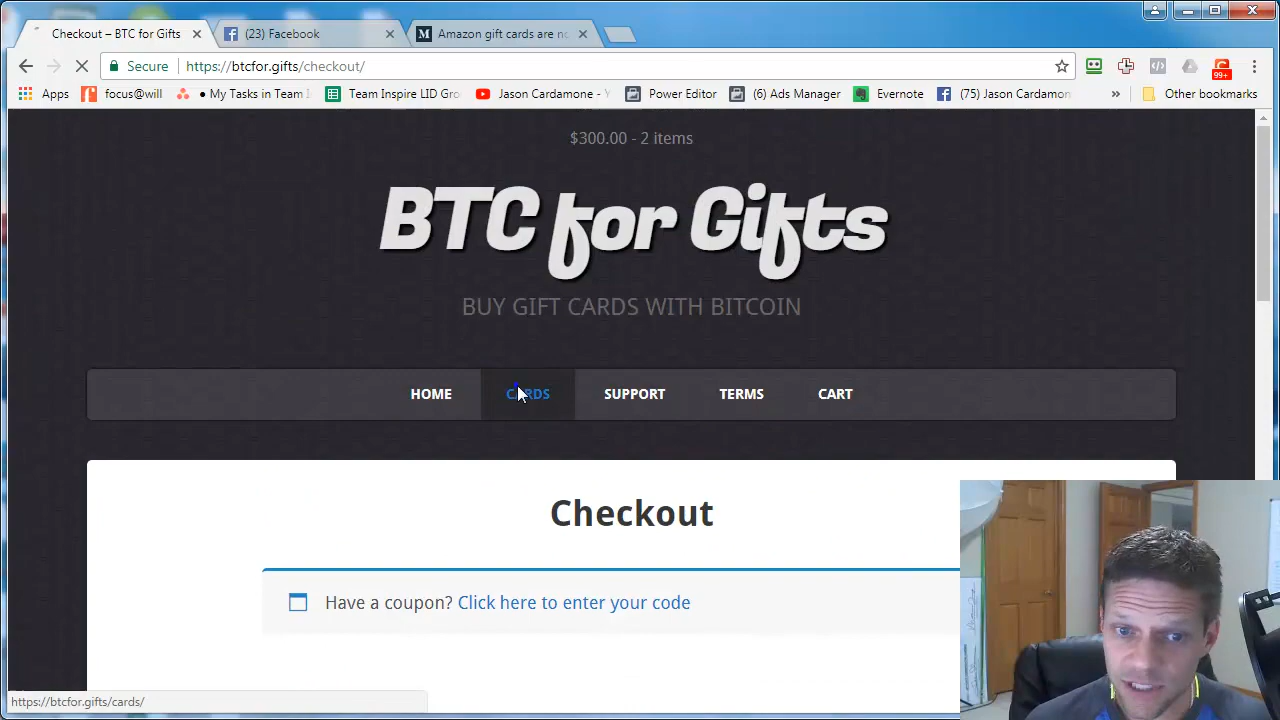 Checkout – BTC for Gifts
(23) Facebook
Amazon gift cards are no
Secure
https://btcfor.gifts/checkout/
Apps
focus@will
• My Tasks in Team I
Team Inspire LID Gro
Jason Cardamone - Y
Power Editor
(6) Ads Manager
Evernote
(75) Jason Cardamon
»
Other bookmarks
99+
$300.00 - 2 items
BTC for Gifts
BUY GIFT CARDS WITH BITCOIN
HOME
CARDS
SUPPORT
TERMS
CART
Checkout
Have a coupon? Click here to enter your code
https://btcfor.gifts/cards/